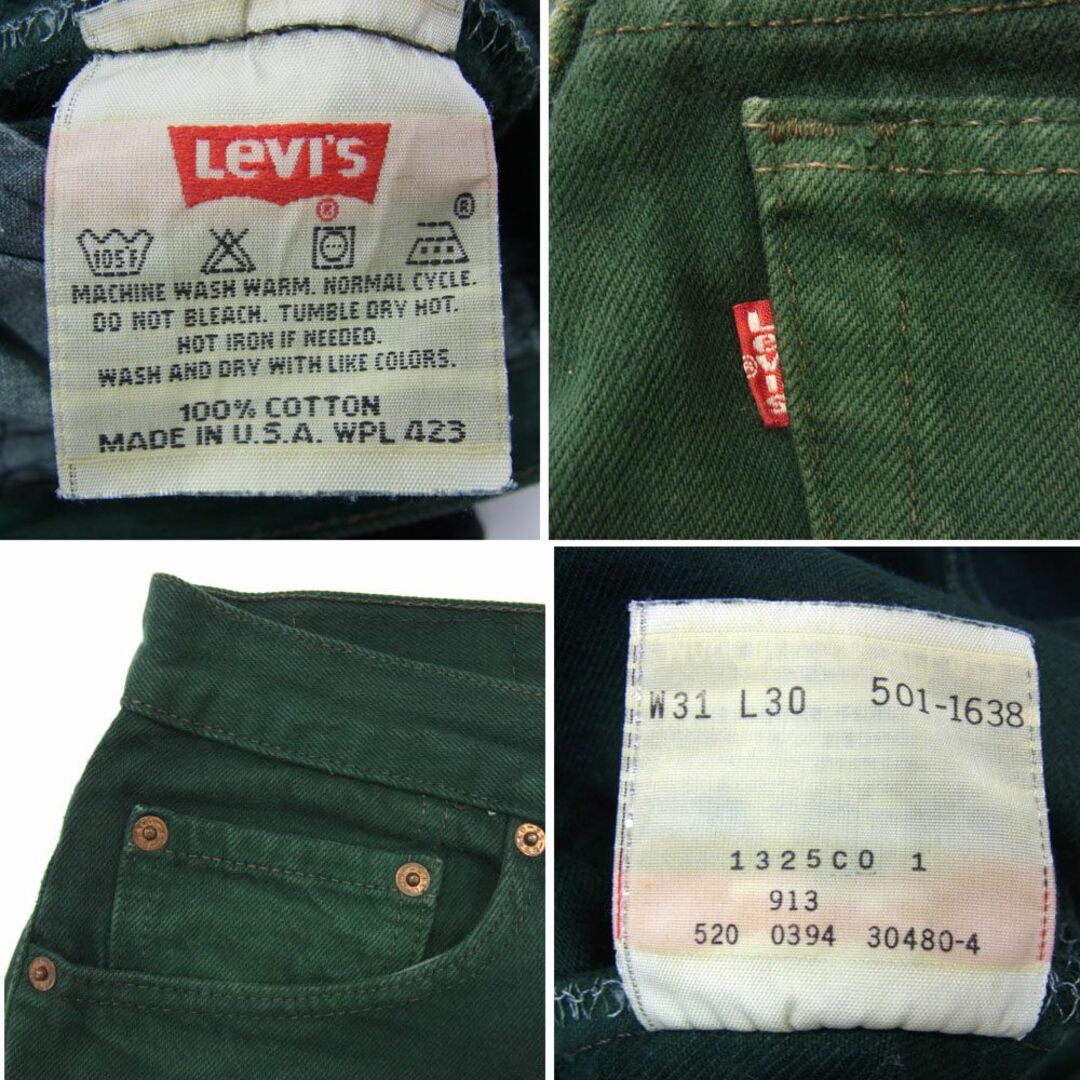 LEVI'S
®
®
105F
MACHINE WASH WARM. NORMAL CYCLE.
DO NOT BLEACH. TUMBLE DRY HOT.
HOT IRON IF NEEDED.
WASH AND DRY WITH LIKE COLORS.
100% COTTON
MADE IN U.S.A. WPL 423
LEVI'S
®
W31 L30 501-1638
1325CO 1
913
520 0394 30480-4